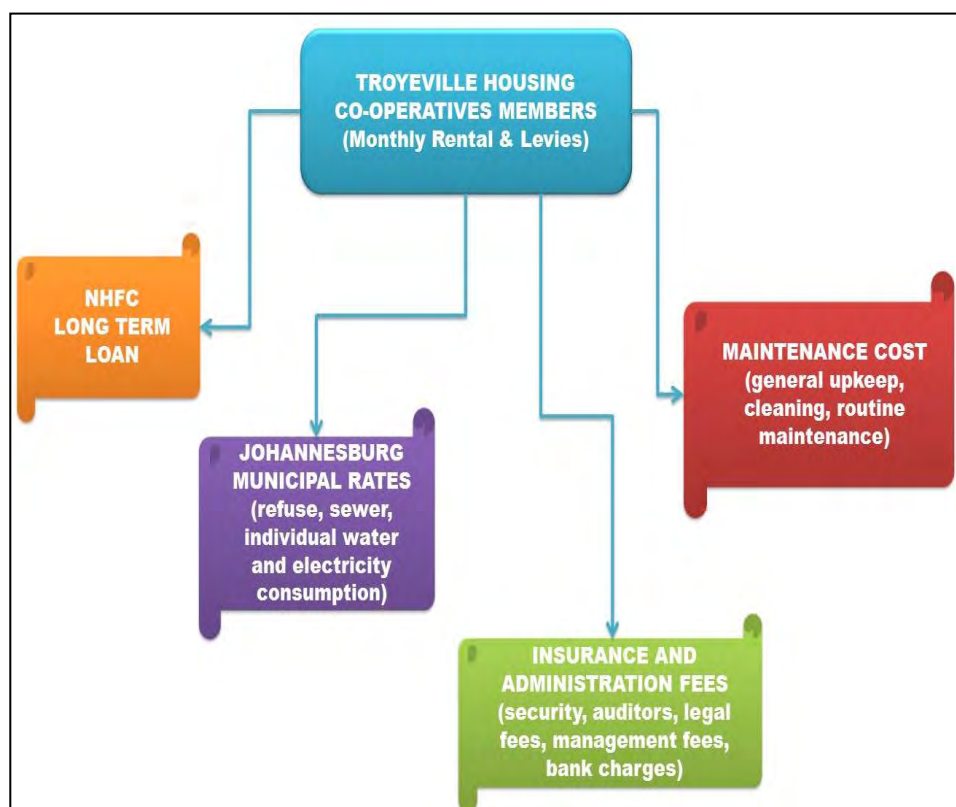 TROYEVILLE HOUSING
CO-OPERATIVES MEMBERS
(Monthly Rental & Levies)
NHFC
LONG TERM
LOAN
MAINTENANCE COST
(general upkeep,
cleaning, routine
maintenance)
JOHANNESBURG
MUNICIPAL RATES
(refuse, sewer,
individual water
and electricity
consumption)
INSURANCE AND
ADMINISTRATION FEES
(security, auditors, legal
fees, management fees,
bank charges)